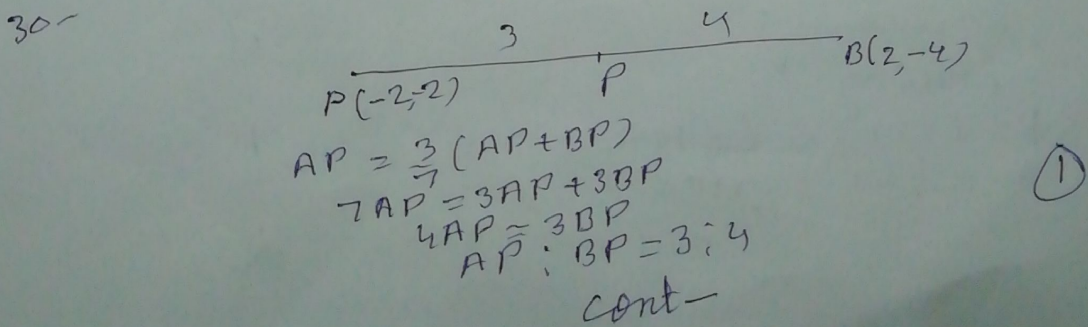 30-
3 4
P(-2,-2) P B(2,-4)
AP = 3/7 (AP + BP)
7AP = 3AP + 3BP
4AP = 3BP
AP : BP = 3 : 4
1
cont-